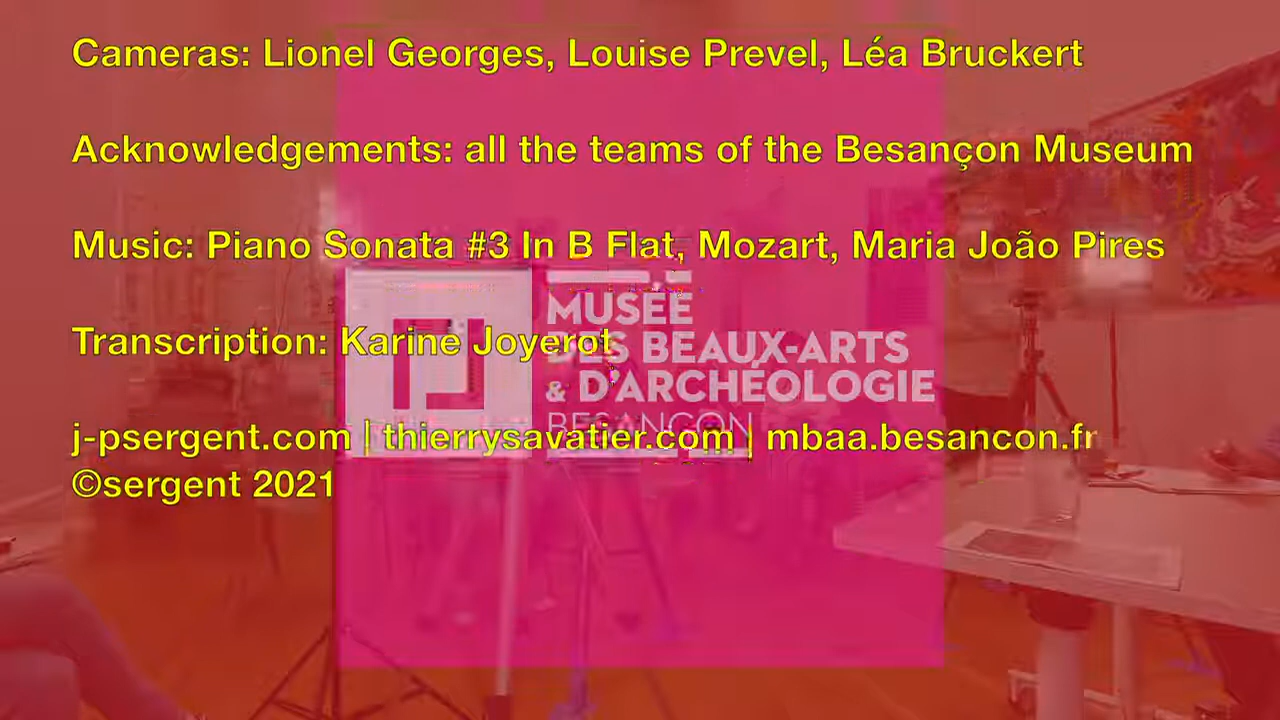 Cameras: Lionel Georges, Louise Prevel, Léa Bruckert
Acknowledgements: all the teams of the Besançon Museum
Music: Piano Sonata #3 In B Flat, Mozart, Maria João Pires
MUSÉE
Transcription: Karine Joyerot
DES BEAUX-ARTS
& D'ARCHÉOLOGIE
BESANÇON
j-psergent.com | thierrysavatier.com | mbaa.besancon.fr
©sergent 2021